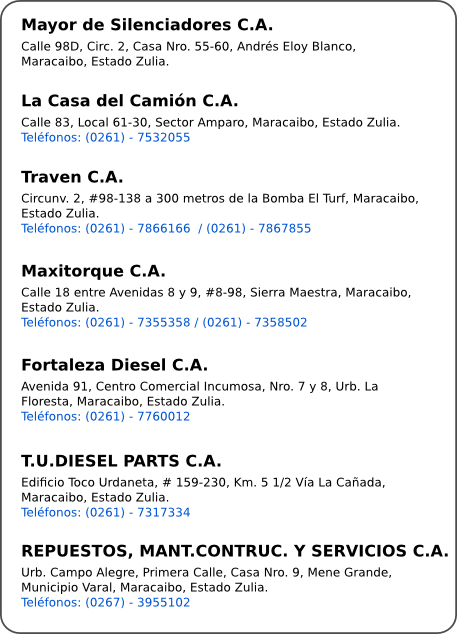 Mayor de Silenciadores C.A.
Calle 98D, Circ. 2, Casa Nro. 55-60, Andrés Eloy Blanco,
Maracaibo, Estado Zulia.
La Casa del Camión C.A.
Calle 83, Local 61-30, Sector Amparo, Maracaibo, Estado Zulia.
Teléfonos: (0261) - 7532055
Traven C.A.
Circunv. 2, #98-138 a 300 metros de la Bomba El Turf, Maracaibo,
Estado Zulia.
Teléfonos: (0261) - 7866166 / (0261) - 7867855
Maxitorque C.A.
Calle 18 entre Avenidas 8 y 9, #8-98, Sierra Maestra, Maracaibo,
Estado Zulia.
Teléfonos: (0261) - 7355358 / (0261) - 7358502
Fortaleza Diesel C.A.
Avenida 91, Centro Comercial Incumosa, Nro. 7 y 8, Urb. La
Floresta, Maracaibo, Estado Zulia.
Teléfonos: (0261) - 7760012
T.U.DIESEL PARTS C.A.
Edificio Toco Urdaneta, # 159-230, Km. 5 1/2 Vía La Cañada,
Maracaibo, Estado Zulia.
Teléfonos: (0261) - 7317334
REPUESTOS, MANT.CONTRUC. Y SERVICIOS C.A.
Urb. Campo Alegre, Primera Calle, Casa Nro. 9, Mene Grande,
Municipio Varal, Maracaibo, Estado Zulia.
Teléfonos: (0267) - 3955102